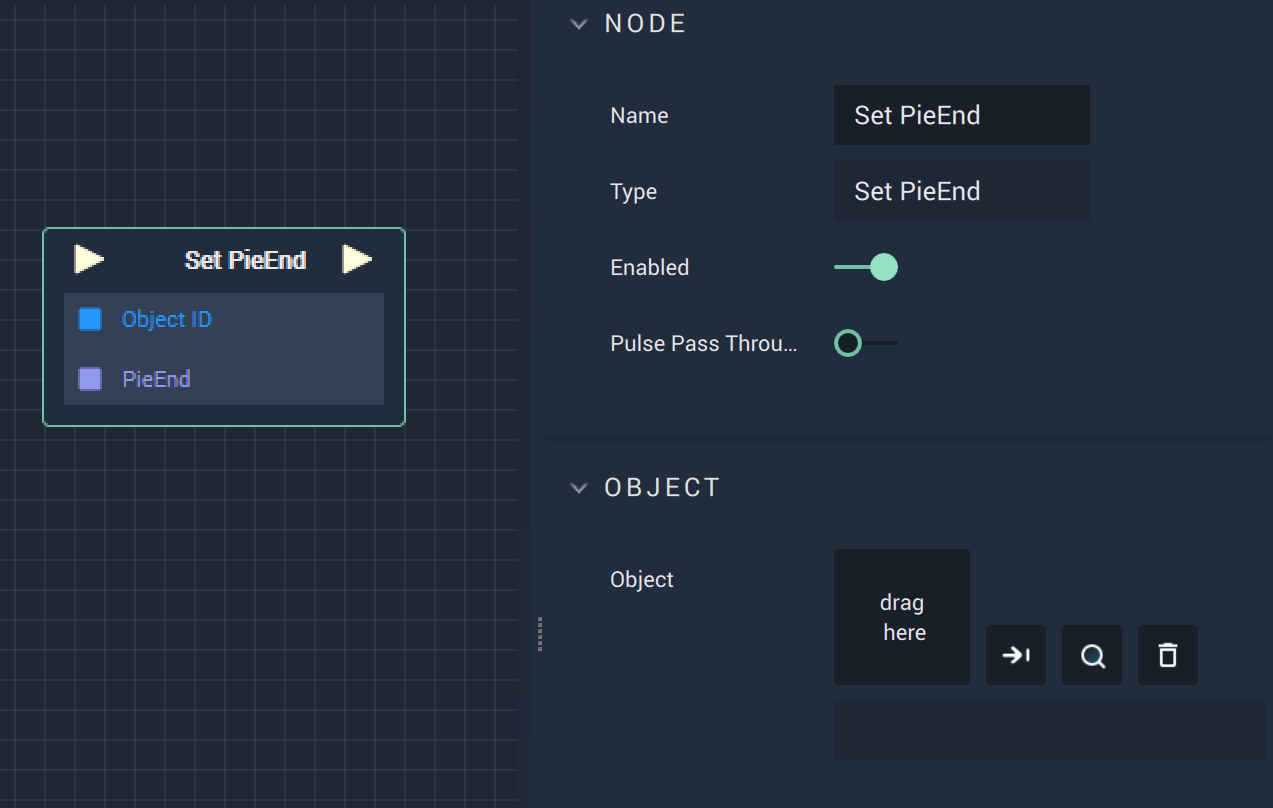 Set PieEnd
Object ID
PieEnd
NODE
Name
Set PieEnd
Type
Set PieEnd
Enabled
Pulse Pass Throu...
OBJECT
Object
drag
here